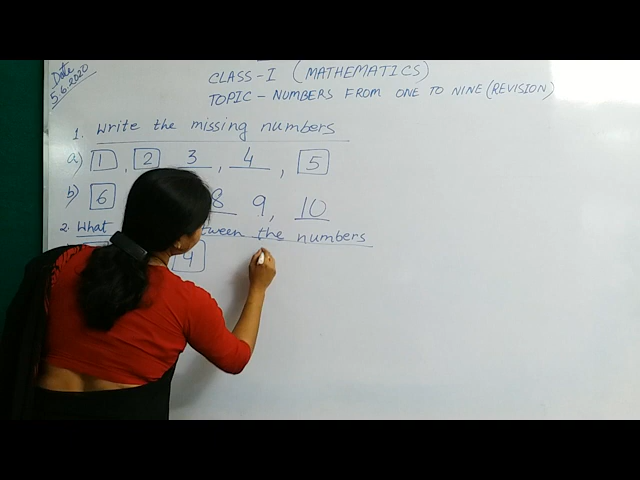 Date
5.6.2020
CLASS-I (MATHEMATICS)
TOPIC - NUMBERS FROM ONE TO NINE (REVISION)
1. Write the missing numbers
a) 1, 2 3, 4, 5
b) 6 8 9, 10
2. What tween the numbers
4